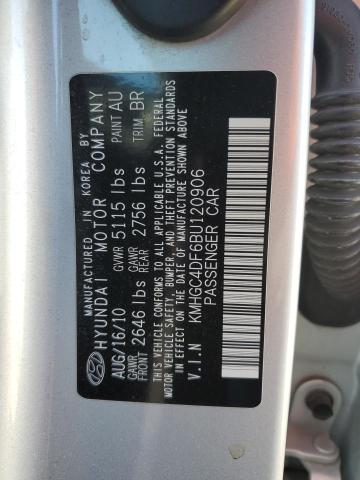 MANUFACTURED IN KOREA BY
HYUNDAI MOTOR COMPANY
AUG/16/10 GVWR 5115 lbs PAINT AU
GAWR FRONT 2646 lbs GAWR REAR 2756 lbs TRIM BR
THIS VEHICLE CONFORMS TO ALL APPLICABLE U.S.A. FEDERAL
MOTOR VEHICLE SAFETY, BUMPER, AND THEFT PREVENTION STANDARDS
IN EFFECT ON THE DATE OF MANUFACTURE SHOWN ABOVE.
V.I.N KMHGC4DF6BU120906
PASSENGER CAR